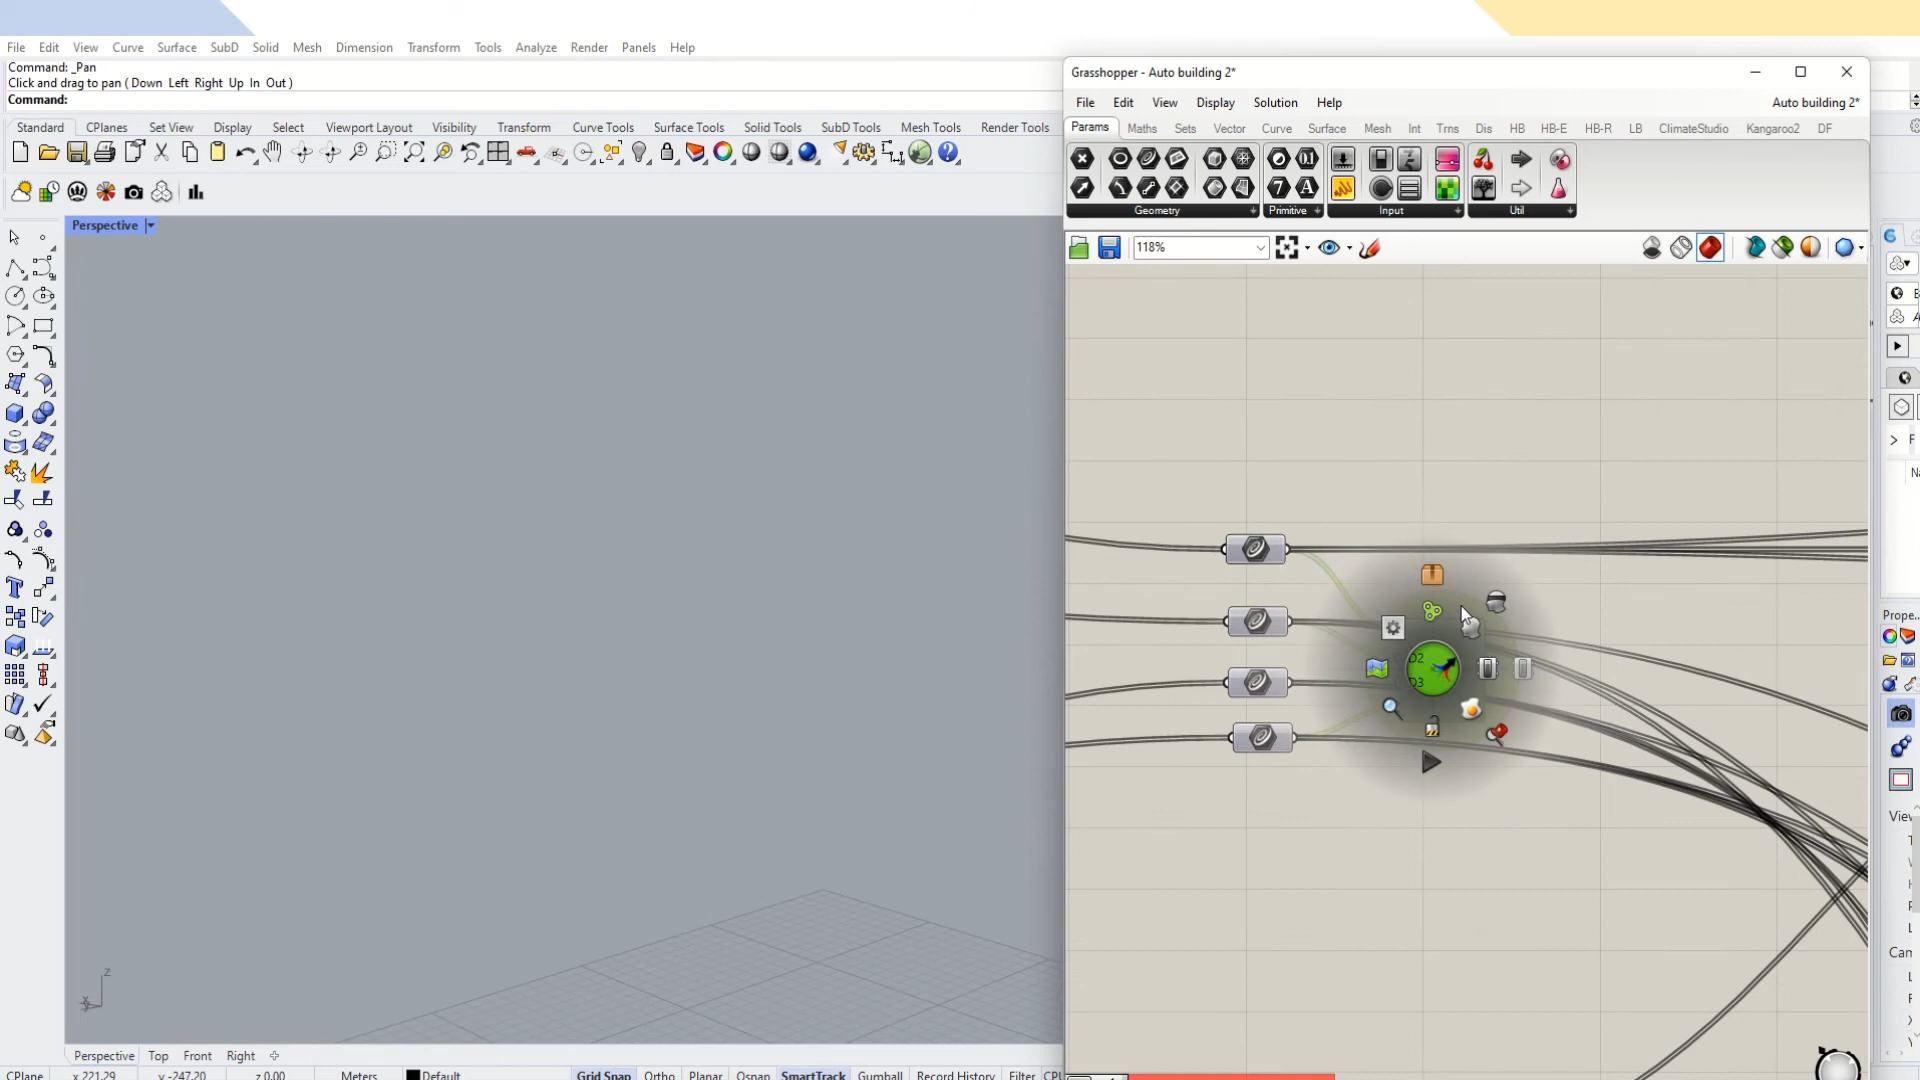 File Edit View Curve Surface SubD Solid Mesh Dimension Transform Tools Analyze Render Panels Help
Command: _Pan
Click and drag to pan ( Down Left Right Up In Out )
Command:
Standard CPlanes Set View Display Select Viewport Layout Visibility Transform Curve Tools Surface Tools Solid Tools SubD Tools Mesh Tools Render Tools
Perspective
Grasshopper - Auto building 2*
File Edit View Display Solution Help Auto building 2*
Params Maths Sets Vector Curve Surface Mesh Int Trns Dis HB HB-E HB-R LB ClimateStudio Kangaroo2 DF
Geometry Primitive Input Util
118%
D2
D3
z
Prope...
Perspective Top Front Right
CPlane x 221.29 y -247.20 z 0.00 Meters Default Grid Snap Ortho Planar Osnap SmartTrack Gumball Record History Filter